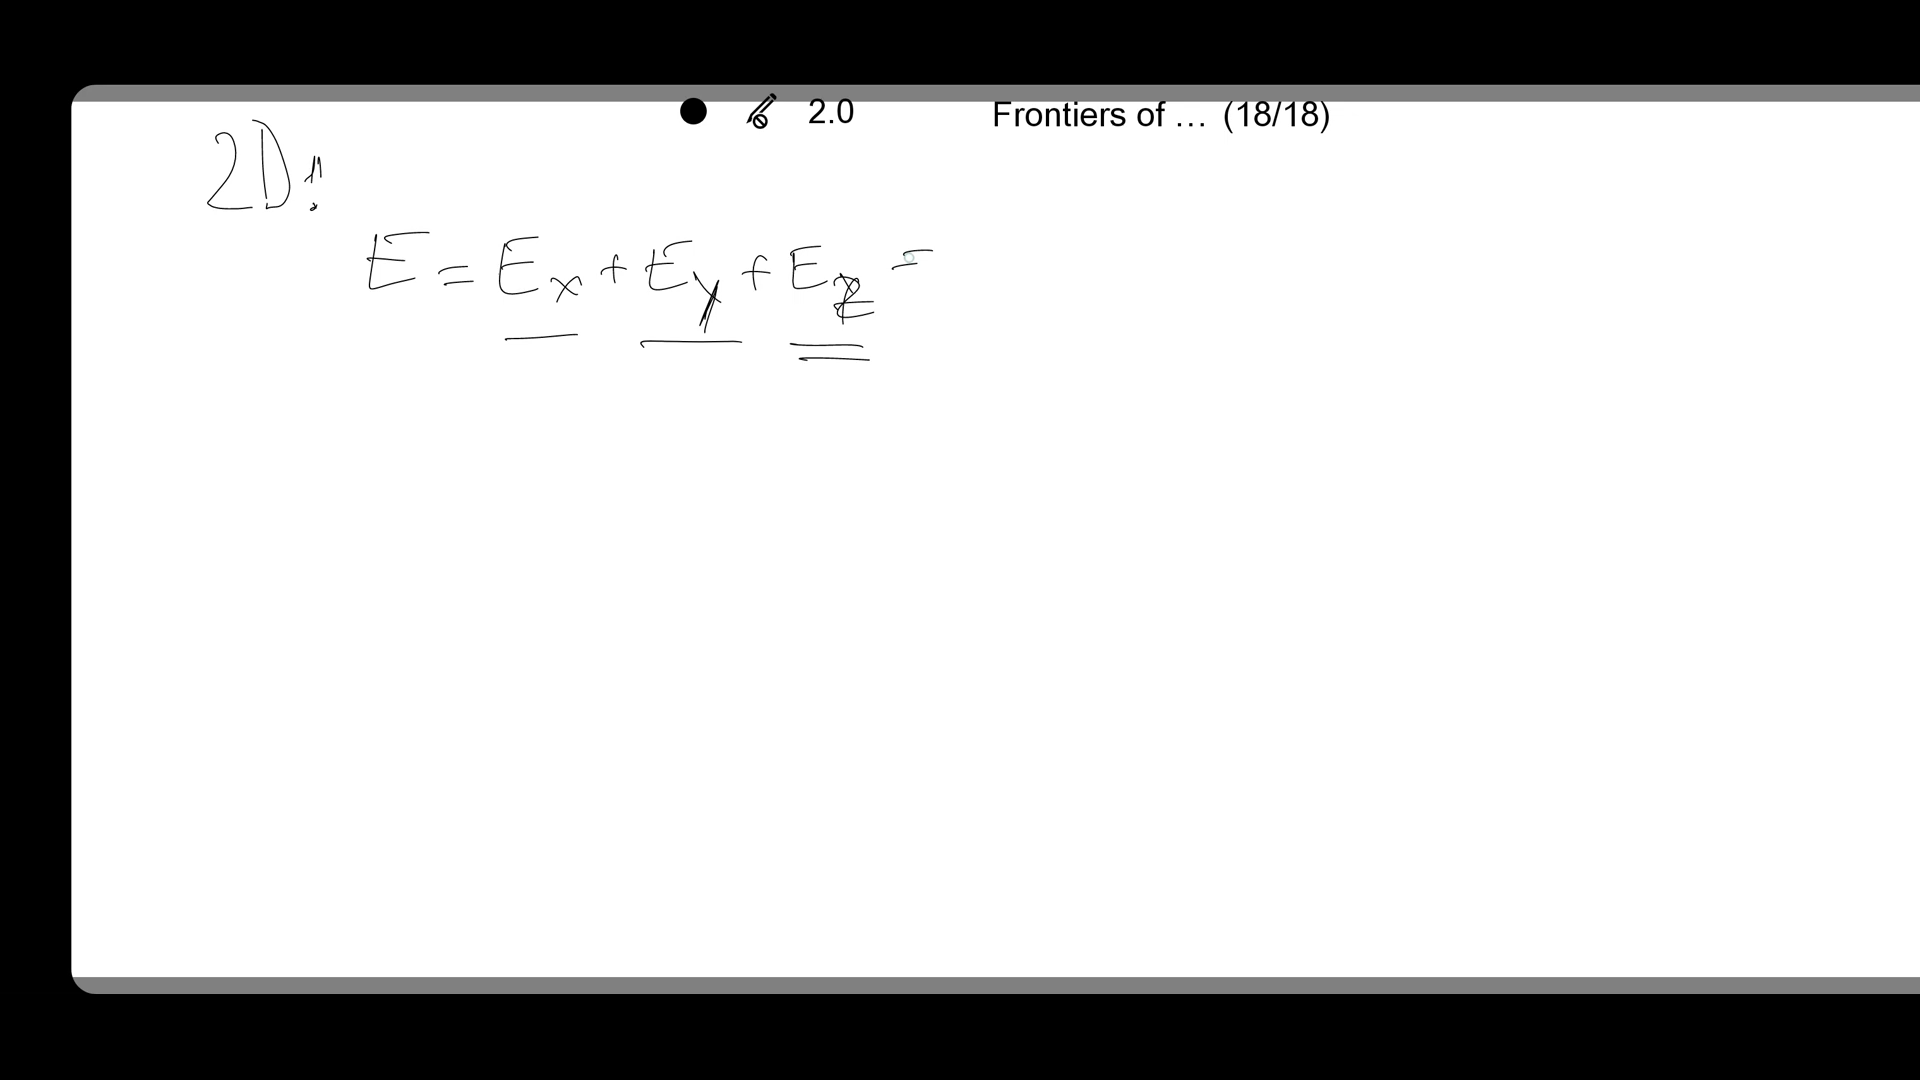 2.0 Frontiers of … (18/18)
2D:
E = Ex + Ey + Ez =